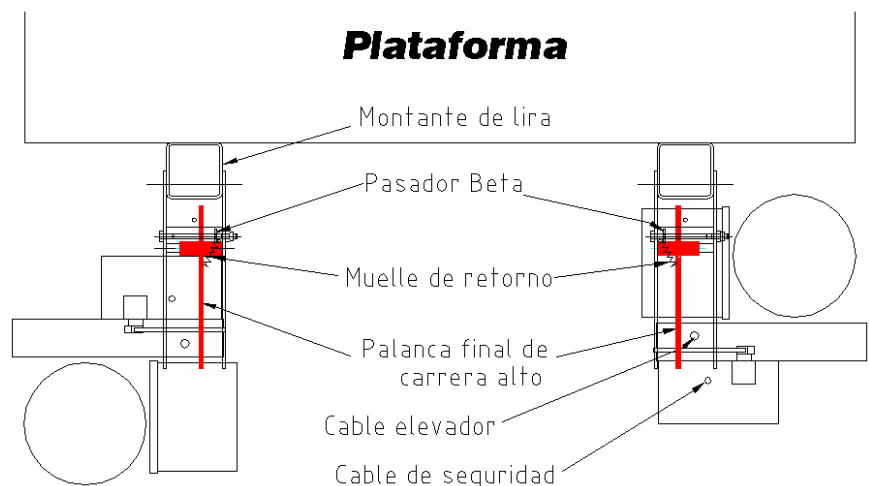 Plataforma
Montante de lira
Pasador Beta
Muelle de retorno
Palanca final de
carrera alto
Cable elevador
Cable de seguridad